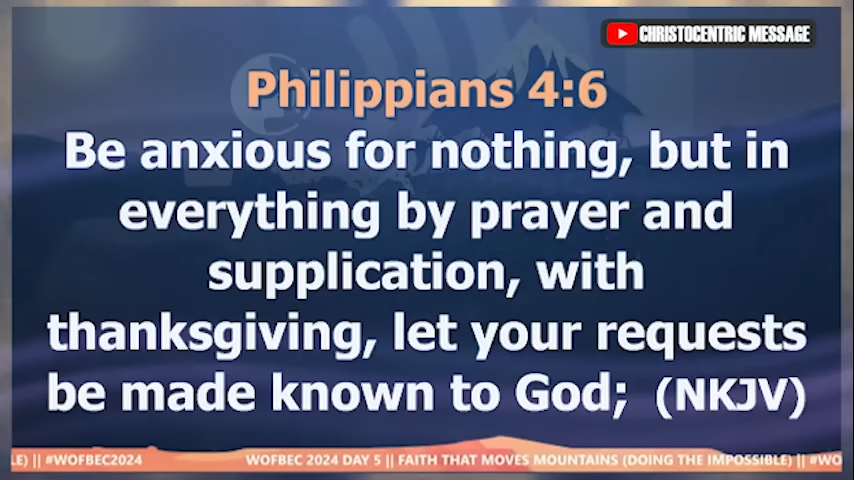 CHRISTOCENTRIC MESSAGE
Philippians 4:6
Be anxious for nothing, but in
everything by prayer and
supplication, with
thanksgiving, let your requests
be made known to God; (NKJV)
LE) || #WOFBEC2024 WOFBEC 2024 DAY 5 || FAITH THAT MOVES MOUNTAINS (DOING THE IMPOSSIBLE) || #WO